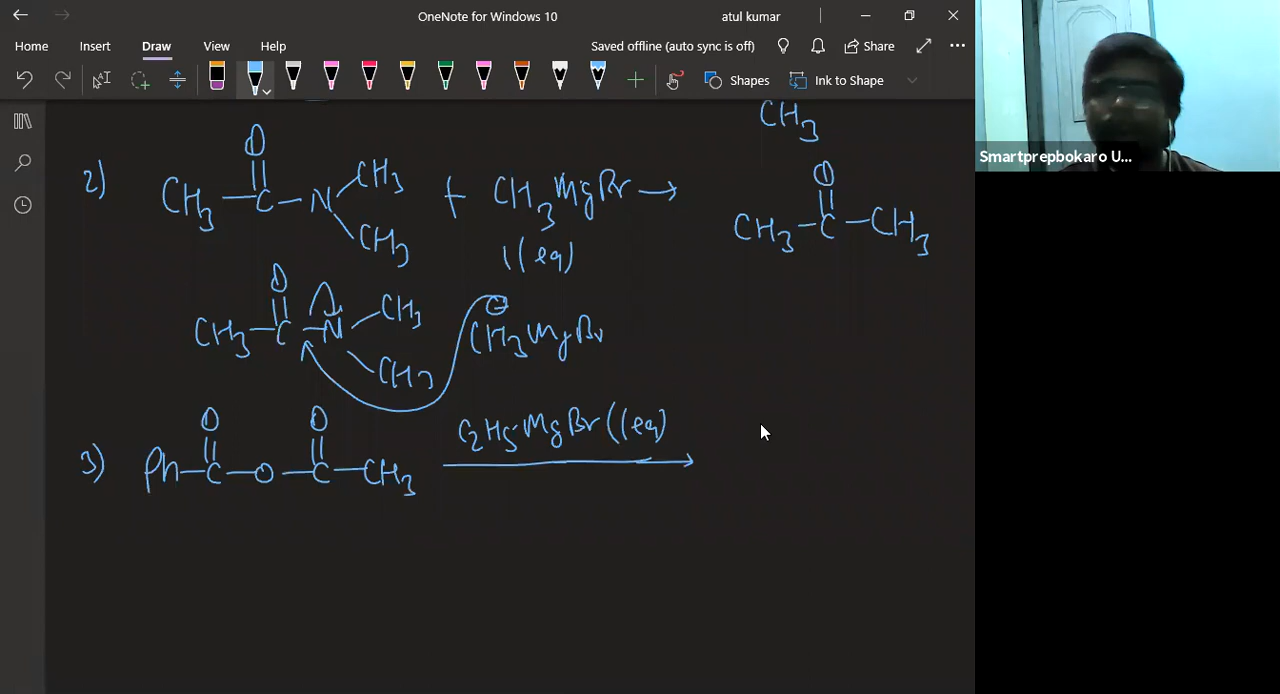 OneNote for Windows 10
atul kumar
Home Insert Draw View Help
Saved offline (auto sync is off)
Share
Shapes
Ink to Shape
CH3
Smartprepbokaro U...
2) CH3 — C — N
O
CH3
CH3
+ CH3MgBr →
1(eq)
O
CH3 — C — CH3
O
CH3 — C — N
CH3
CH3
⊖
CH3MgBr
3) Ph — C — O — C — CH3
O O
C2H5-MgBr (1eq)